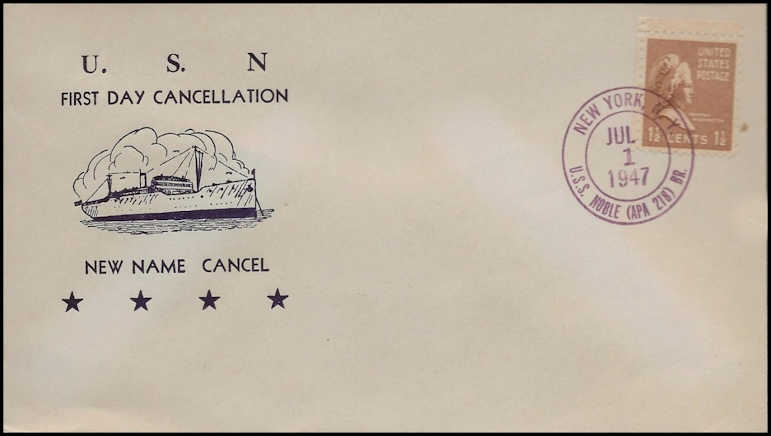 U. S. N
FIRST DAY CANCELLATION
NEW NAME CANCEL
UNITED
STATES
POSTAGE
1½ CENTS 1½
NEW YORK, N.Y.
JUL
1
1947
U.S.S. NOBLE (APA 218) BR.